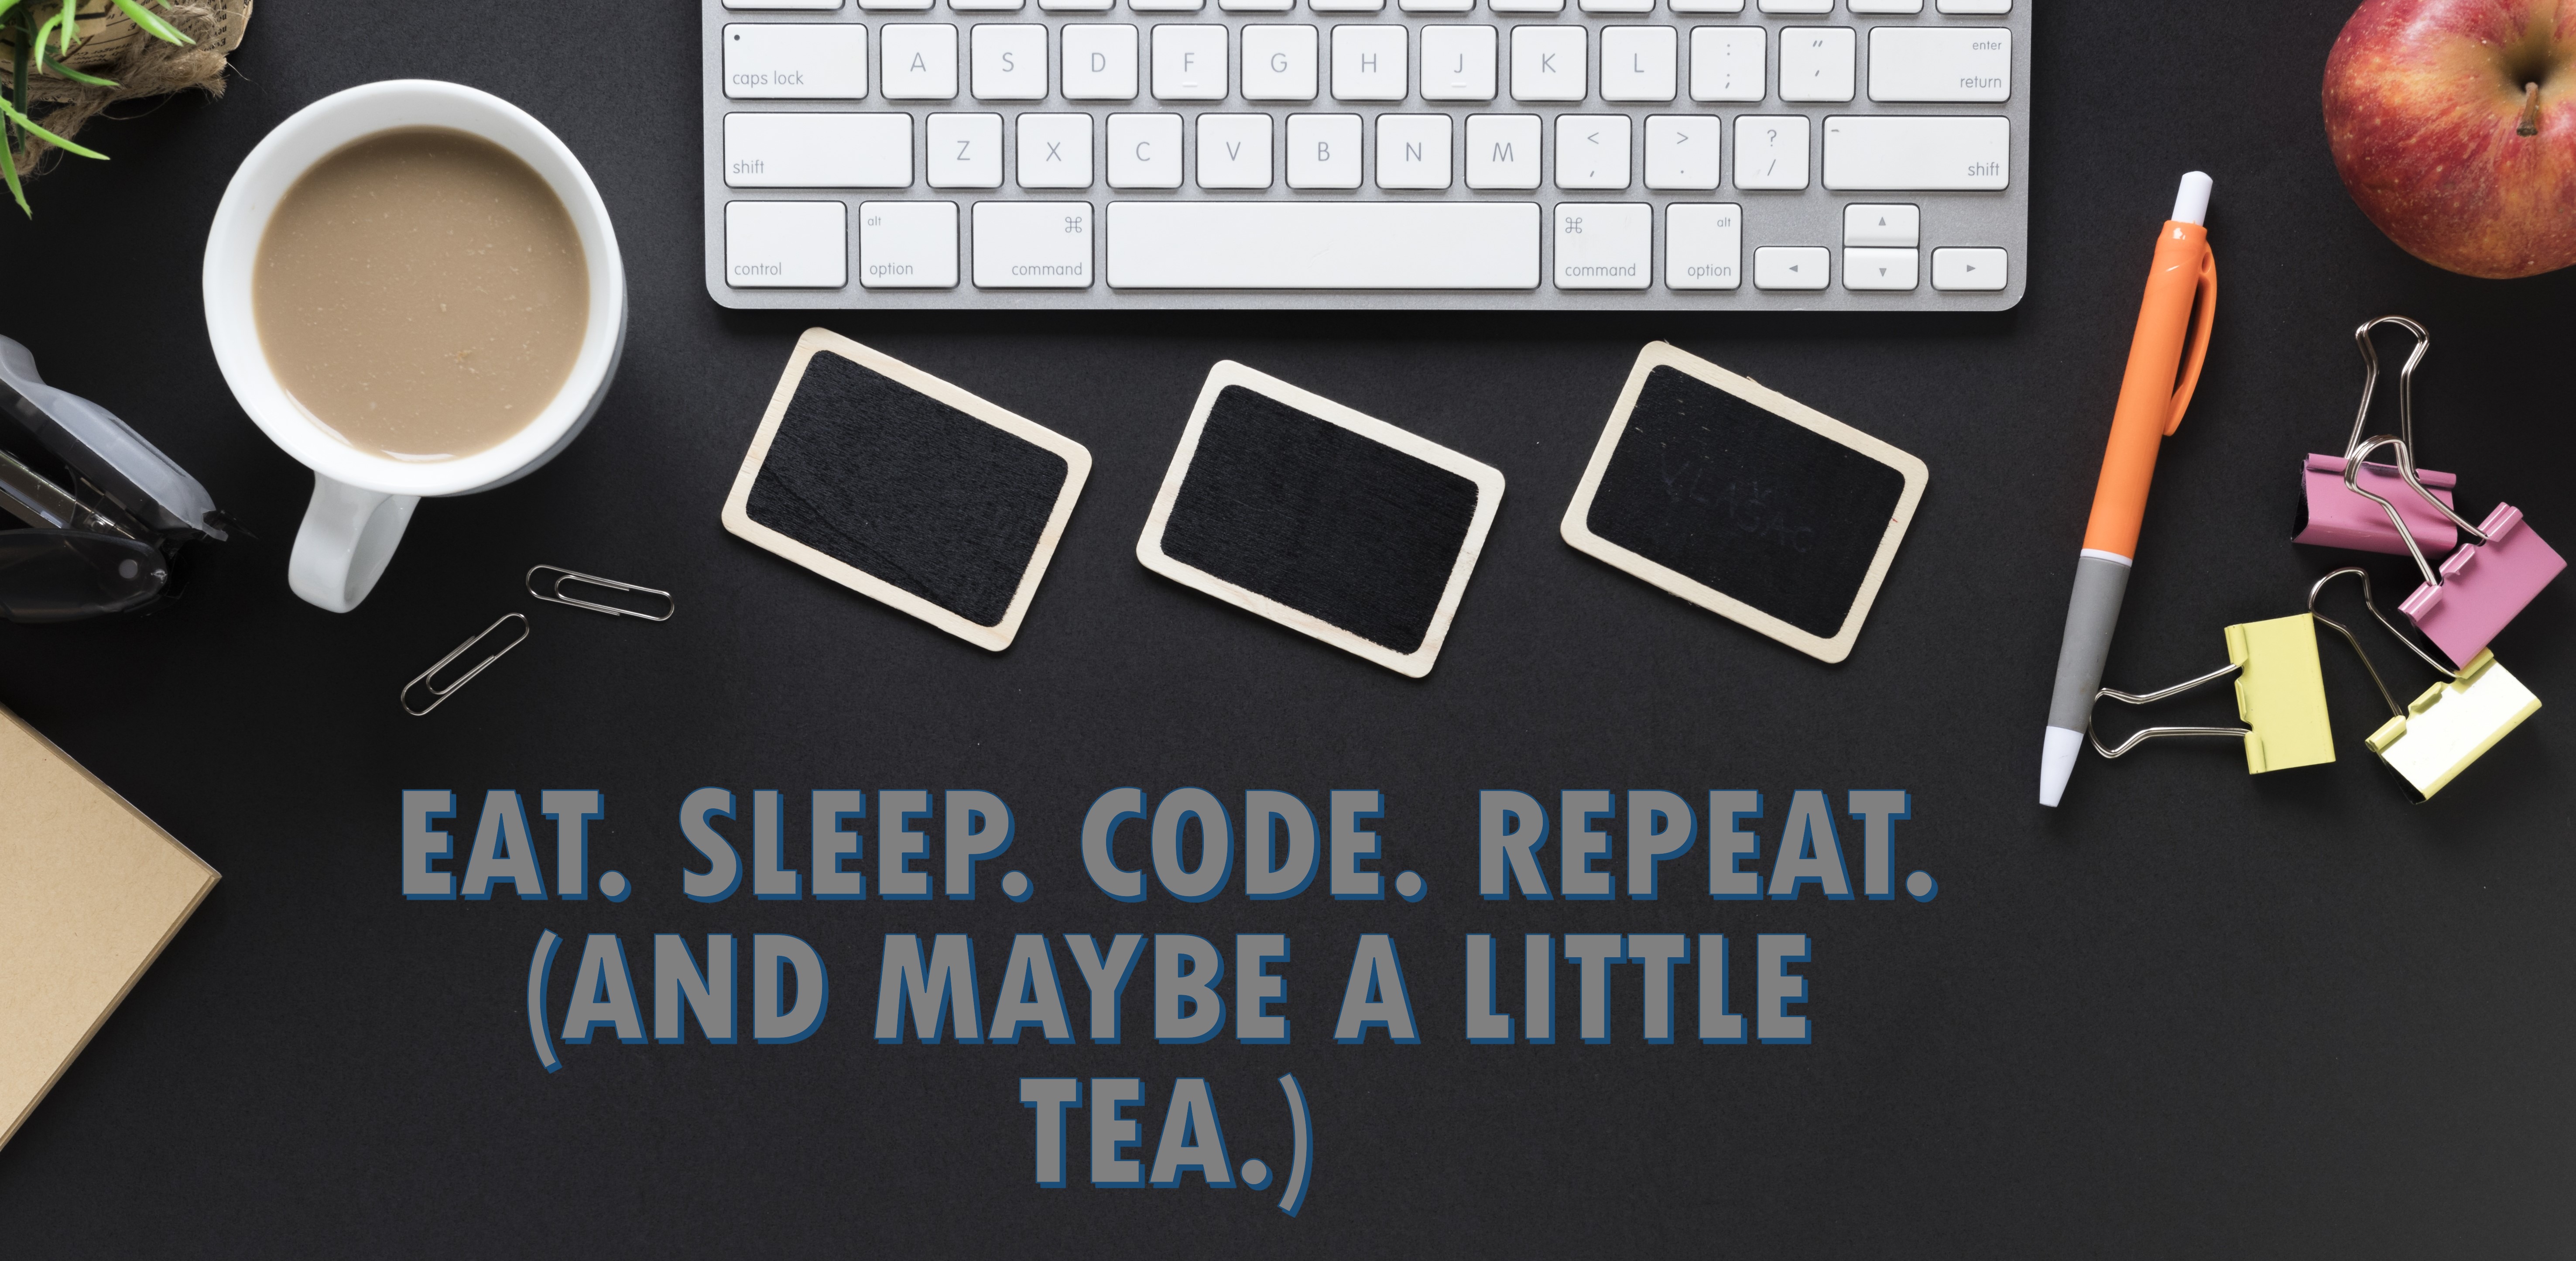 caps lock A S D F G H J K L : ; " ' enter return
shift Z X C V B N M < , > . ? / shift
control alt option ⌘ command ⌘ command alt option
EAT. SLEEP. CODE. REPEAT.
(AND MAYBE A LITTLE
TEA.)